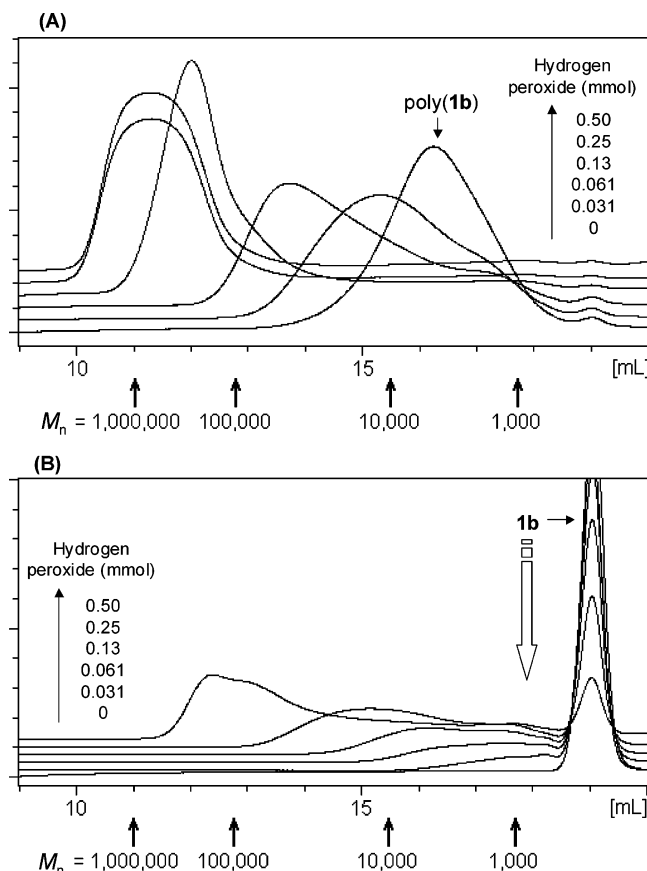 (A)
Hydrogen
peroxide (mmol)
poly(1b)
0.50
0.25
0.13
0.061
0.031
0
10 15 [mL]
Mn = 1,000,000 100,000 10,000 1,000
(B)
1b
Hydrogen
peroxide (mmol)
0.50
0.25
0.13
0.061
0.031
0
10 15 [mL]
Mn = 1,000,000 100,000 10,000 1,000